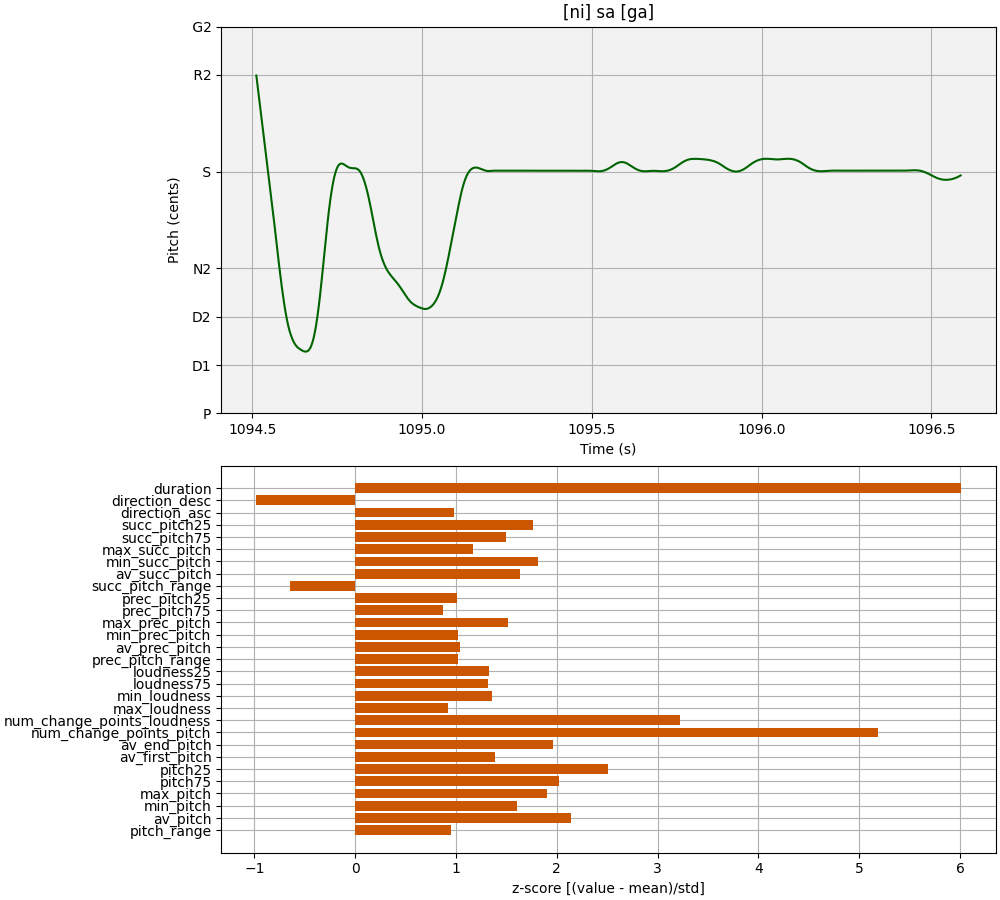 [ni] sa [ga]
G2
R2
S
N2
D2
D1
P
Pitch (cents)
1094.5 1095.0 1095.5 1096.0 1096.5
Time (s)
duration
direction_desc
direction_asc
succ_pitch25
succ_pitch75
max_succ_pitch
min_succ_pitch
av_succ_pitch
succ_pitch_range
prec_pitch25
prec_pitch75
max_prec_pitch
min_prec_pitch
av_prec_pitch
prec_pitch_range
loudness25
loudness75
min_loudness
max_loudness
num_change_points_loudness
num_change_points_pitch
av_end_pitch
av_first_pitch
pitch25
pitch75
max_pitch
min_pitch
av_pitch
pitch_range
−1 0 1 2 3 4 5 6
z-score [(value - mean)/std]